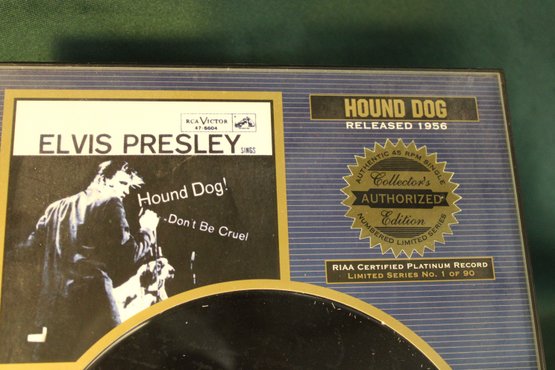 RCA VICTOR
47-6604
ELVIS PRESLEY SINGS
Hound Dog!
Don't Be Cruel
HOUND DOG
RELEASED 1956
AUTHENTIC 45 RPM SINGLE
Collector's
AUTHORIZED
Edition
NUMBERED LIMITED SERIES
RIAA CERTIFIED PLATINUM RECORD
LIMITED SERIES NO. 1 OF 90